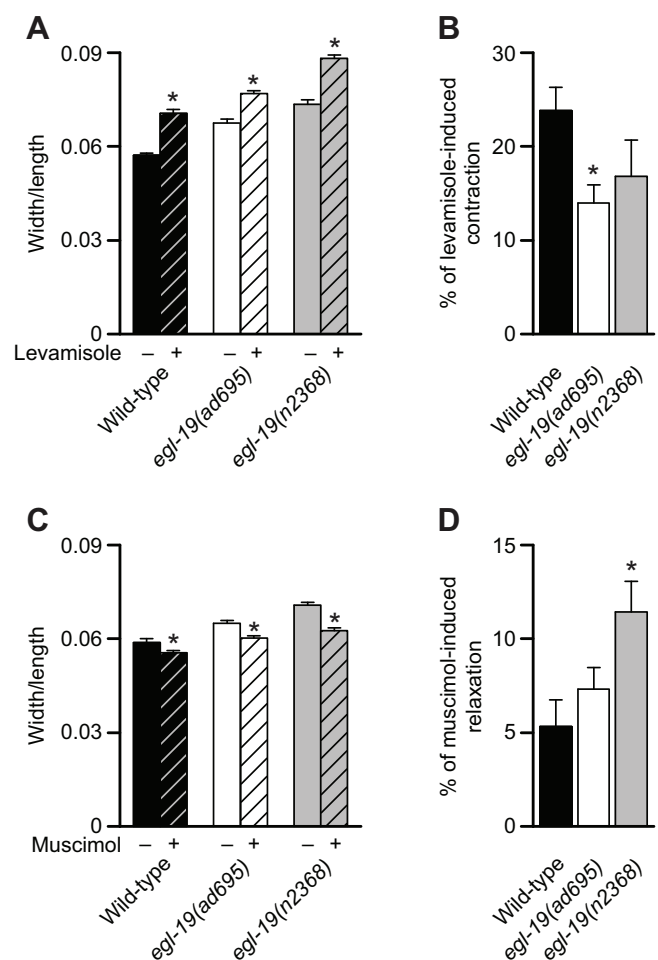 A
0.09
0.06
0.03
0
Width/length
Levamisole – + – + – +
Wild-type
egl-19(ad695)
egl-19(n2368)
* * *
B
30
20
10
0
% of levamisole-induced
contraction
*
Wild-type
egl-19(ad695)
egl-19(n2368)
C
0.09
0.06
0.03
0
Width/length
* * *
Muscimol – + – + – +
Wild-type
egl-19(ad695)
egl-19(n2368)
D
15
10
5
0
% of muscimol-induced
relaxation
*
Wild-type
egl-19(ad695)
egl-19(n2368)